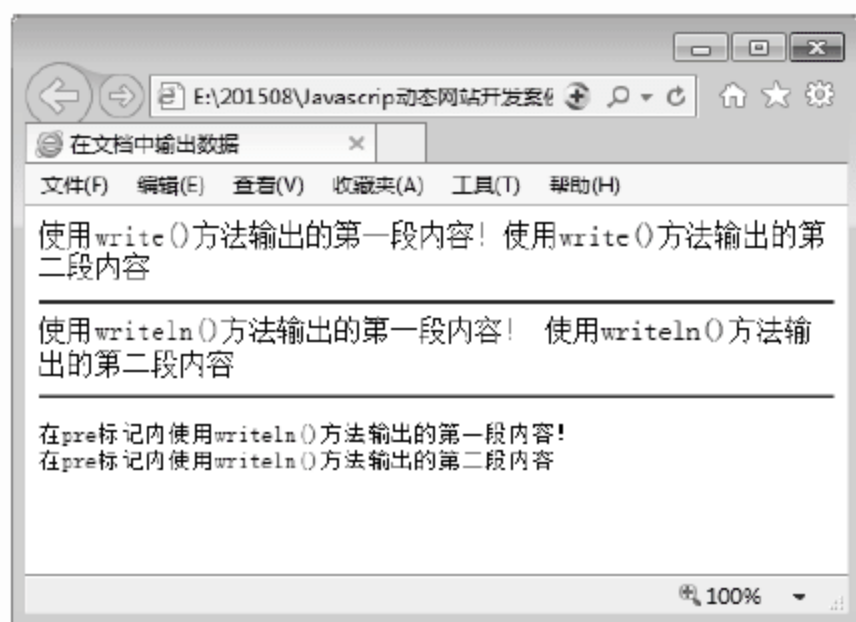 E:\201508\Javascrip动态网站开发案
在文档中输出数据
文件(F) 编辑(E) 查看(V) 收藏夹(A) 工具(T) 帮助(H)
使用write()方法输出的第一段内容！使用write()方法输出的第
二段内容
使用writeln()方法输出的第一段内容！ 使用writeln()方法输
出的第二段内容
在pre标记内使用writeln()方法输出的第一段内容!
在pre标记内使用writeln()方法输出的第二段内容
100%